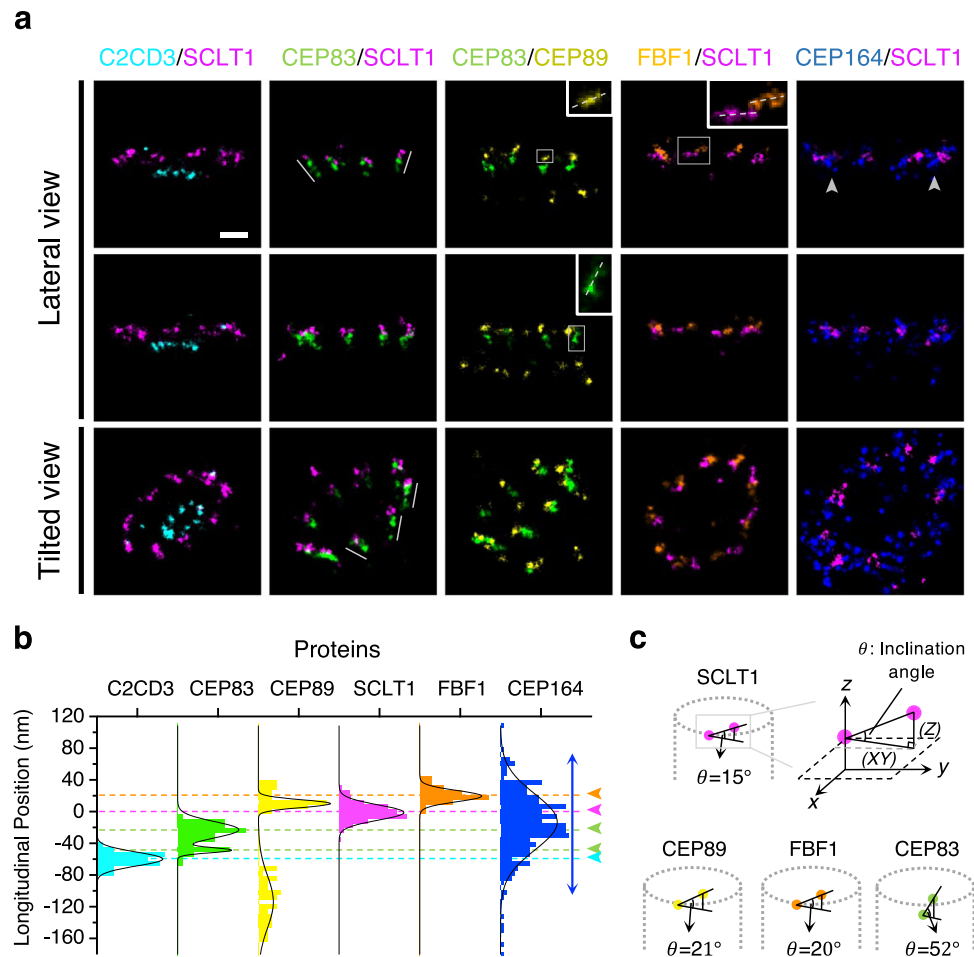 a
C2CD3/SCLT1 CEP83/SCLT1 CEP83/CEP89 FBF1/SCLT1 CEP164/SCLT1
Lateral view
Tilted view
b
Proteins
C2CD3 CEP83 CEP89 SCLT1 FBF1 CEP164
Longitudinal Position (nm)
120
80
40
0
-40
-80
-120
-160
c
θ: Inclination
angle
SCLT1
θ=15°
z
(Z)
(XY)
y
x
CEP89 FBF1 CEP83
θ=21° θ=20° θ=52°